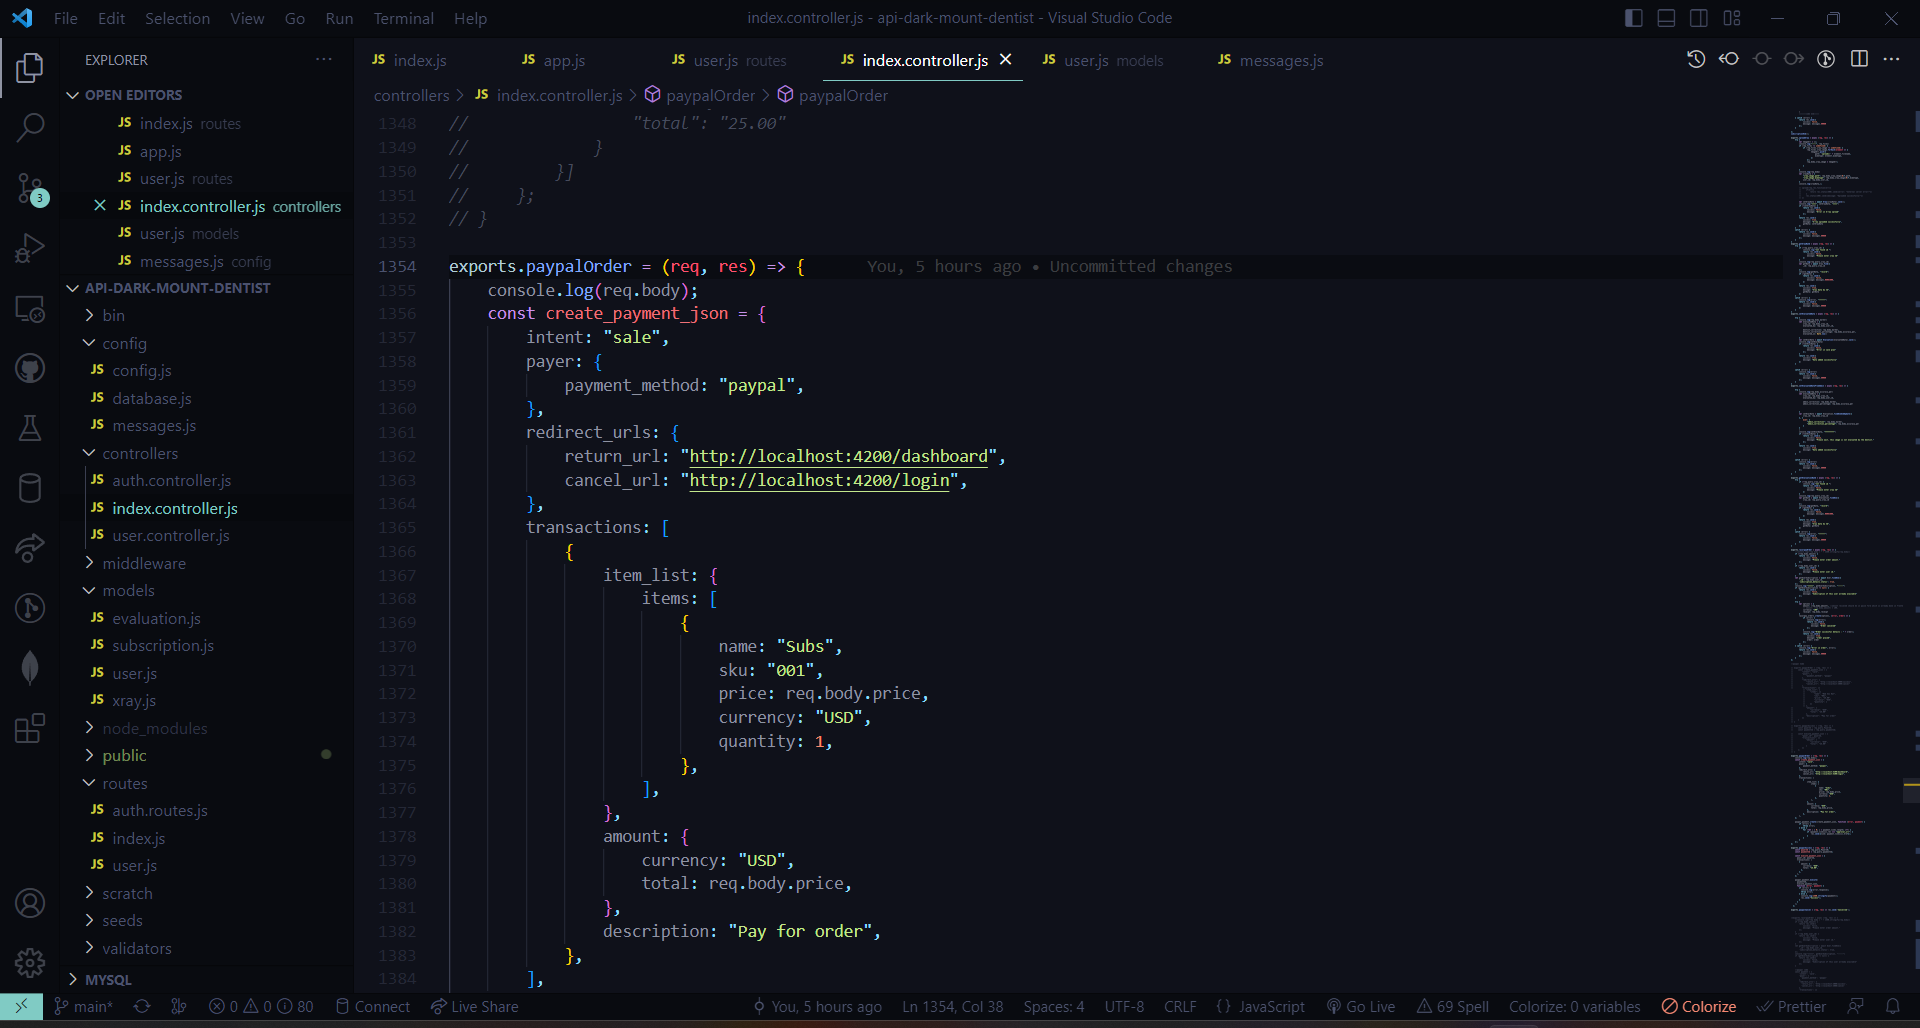 File Edit Selection View Go Run Terminal Help
index.controller.js - api-dark-mount-dentist - Visual Studio Code
EXPLORER
OPEN EDITORS
JS index.js routes
JS app.js
JS user.js routes
JS index.controller.js controllers
JS user.js models
JS messages.js config
API-DARK-MOUNT-DENTIST
bin
config
JS config.js
JS database.js
JS messages.js
controllers
JS auth.controller.js
JS index.controller.js
JS user.controller.js
middleware
models
JS evaluation.js
JS subscription.js
JS user.js
JS xray.js
node_modules
public
routes
JS auth.routes.js
JS index.js
JS user.js
scratch
seeds
validators
MYSQL
3
JS index.js JS app.js JS user.js routes JS index.controller.js JS user.js models JS messages.js
controllers > JS index.controller.js > paypalOrder > paypalOrder
1348 // "total": "25.00"
1349 // }
1350 // }]
1351 // };
1352 // }
1353
1354 exports.paypalOrder = (req, res) => { You, 5 hours ago • Uncommitted changes
1355 console.log(req.body);
1356 const create_payment_json = {
1357 intent: "sale",
1358 payer: {
1359 payment_method: "paypal",
1360 },
1361 redirect_urls: {
1362 return_url: "http://localhost:4200/dashboard",
1363 cancel_url: "http://localhost:4200/login",
1364 },
1365 transactions: [
1366 {
1367 item_list: {
1368 items: [
1369 {
1370 name: "Subs",
1371 sku: "001",
1372 price: req.body.price,
1373 currency: "USD",
1374 quantity: 1,
1375 },
1376 ],
1377 },
1378 amount: {
1379 currency: "USD",
1380 total: req.body.price,
1381 },
1382 description: "Pay for order",
1383 },
1384 ],
main* 0 0 80 Connect Live Share You, 5 hours ago Ln 1354, Col 38 Spaces: 4 UTF-8 CRLF {} JavaScript Go Live 69 Spell Colorize: 0 variables Colorize Prettier